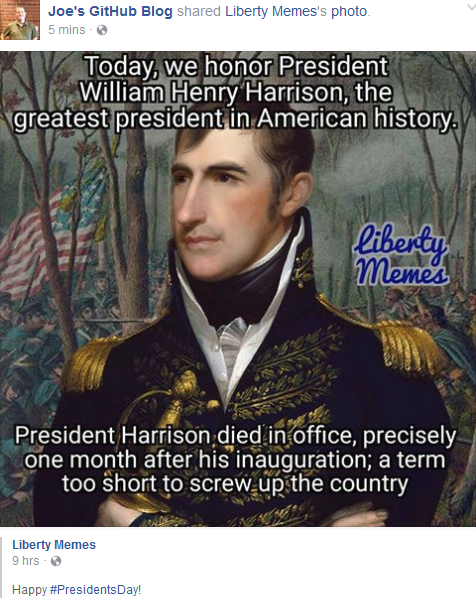 Joe's GitHub Blog shared Liberty Memes's photo.
5 mins ·
Today, we honor President
William Henry Harrison, the
greatest president in American history.
Liberty
Memes
President Harrison died in office, precisely
one month after his inauguration; a term
too short to screw up the country
Liberty Memes
9 hrs ·
Happy #PresidentsDay!